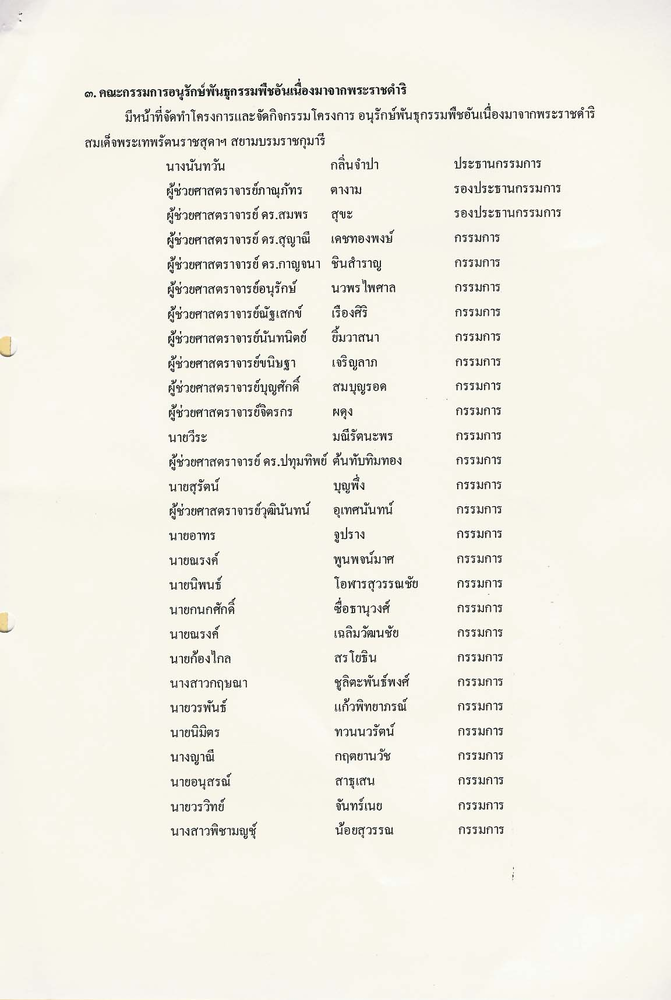 ๓. คณะกรรมการอนุรักษ์พันธุกรรมพืชอันเนื่องมาจากพระราชดำริ
มีหน้าที่จัดทำโครงการและจัดกิจกรรมโครงการ อนุรักษ์พันธุกรรมพืชอันเนื่องมาจากพระราชดำริ
สมเด็จพระเทพรัตนราชสุดาฯ สยามบรมราชกุมารี
นางนันทวัน กลิ่นจำปา ประธานกรรมการ
ผู้ช่วยศาสตราจารย์ภาณุภัทร ตางาม รองประธานกรรมการ
ผู้ช่วยศาสตราจารย์ ดร.สมพร สุขะ รองประธานกรรมการ
ผู้ช่วยศาสตราจารย์ ดร.สุญาณี เดชทองพงษ์ กรรมการ
ผู้ช่วยศาสตราจารย์ ดร.กาญจนา ชินสำราญ กรรมการ
ผู้ช่วยศาสตราจารย์อนุรักษ์ นวพรไพศาล กรรมการ
ผู้ช่วยศาสตราจารย์ณัฐเสกข์ เรืองศิริ กรรมการ
ผู้ช่วยศาสตราจารย์นันทนิตย์ ยิ้มวาสนา กรรมการ
ผู้ช่วยศาสตราจารย์ขนิษฐา เจริญลาภ กรรมการ
ผู้ช่วยศาสตราจารย์บุญศักดิ์ สมบุญรอด กรรมการ
ผู้ช่วยศาสตราจารย์จิตรกร ผดุง กรรมการ
นายวีระ มณีรัตนะพร กรรมการ
ผู้ช่วยศาสตราจารย์ ดร.ปทุมทิพย์ ต้นทับทิมทอง กรรมการ
นายสุรัตน์ บุญพึ่ง กรรมการ
ผู้ช่วยศาสตราจารย์วุฒินันทน์ อุเทศนันทน์ กรรมการ
นายอาทร จูปราง กรรมการ
นายณรงค์ พูนพจน์มาศ กรรมการ
นายนิพนธ์ โอฬารสุวรรณชัย กรรมการ
นายกนกศักดิ์ ซื่อธานุวงศ์ กรรมการ
นายณรงค์ เฉลิมวัฒนชัย กรรมการ
นายก้องไกล สรโยธิน กรรมการ
นางสาวกฤษณา ชูลิตะพันธ์พงศ์ กรรมการ
นายวรพันธ์ แก้วพิทยาภรณ์ กรรมการ
นายนิมิตร ทวนนวรัตน์ กรรมการ
นางญาณี กฤตยานวัช กรรมการ
นายอนุสรณ์ สาธุเสน กรรมการ
นายวรวิทย์ จันทร์เนย กรรมการ
นางสาวพิชามญชุ์ น้อยสุวรรณ กรรมการ